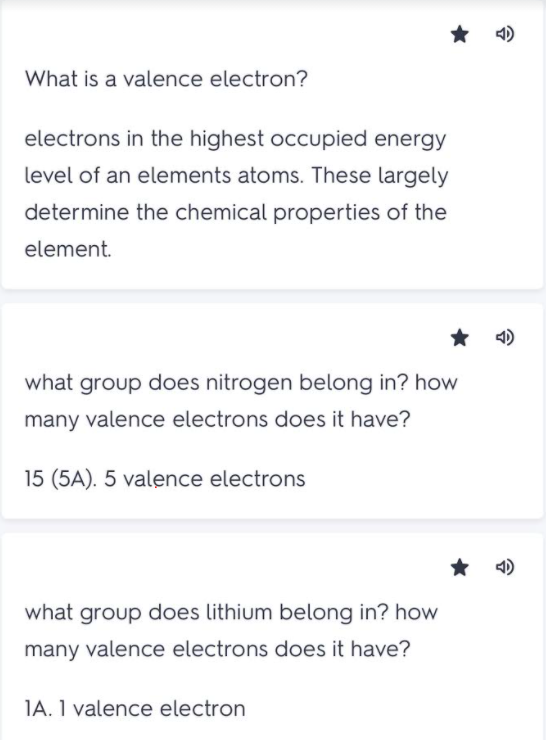 What is a valence electron?
electrons in the highest occupied energy
level of an elements atoms. These largely
determine the chemical properties of the
element.
what group does nitrogen belong in? how
many valence electrons does it have?
15 (5A). 5 valence electrons
what group does lithium belong in? how
many valence electrons does it have?
1A. 1 valence electron